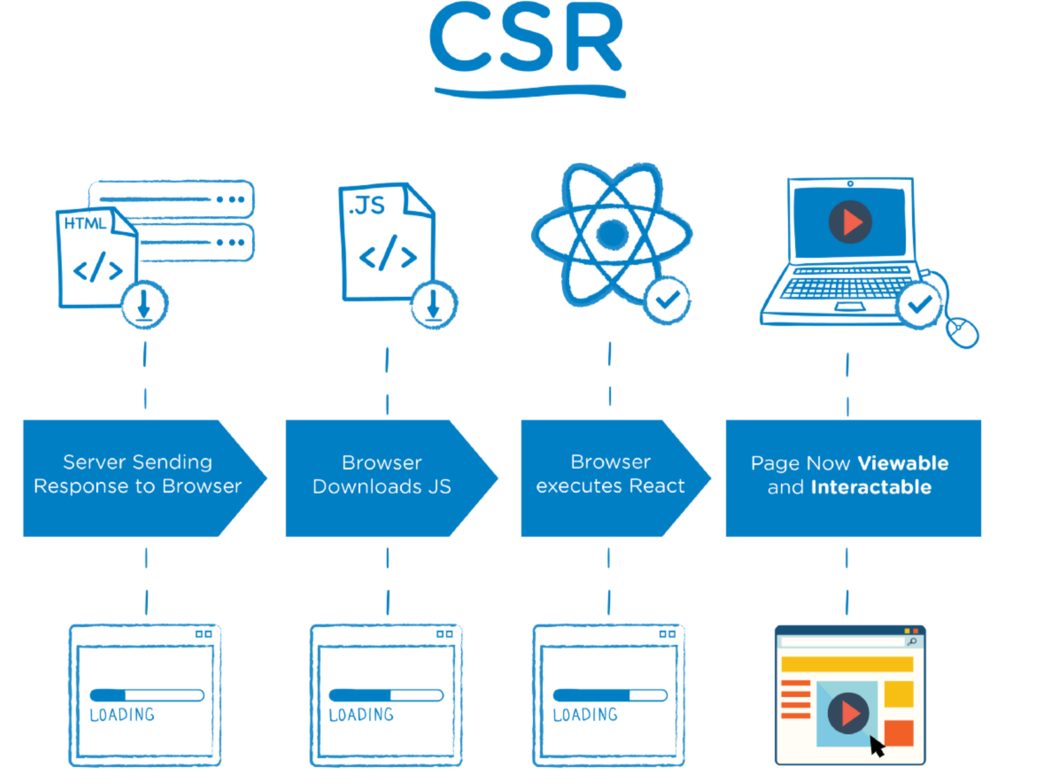 CSR
HTML
</>
.JS
</>
Server Sending
Response to Browser
Browser
Downloads JS
Browser
executes React
Page Now Viewable
and Interactable
LOADING
LOADING
LOADING